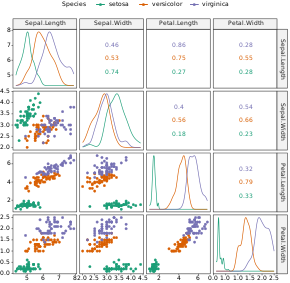 Species setosa versicolor virginica
Sepal.Length Sepal.Width Petal.Length Petal.Width
8
7
6
5
0.46 0.86 0.28
0.53 0.75 0.55
0.74 0.27 0.28
Sepal.Length
4.5
4.0
3.5
3.0
2.5
2.0
0.4 0.54
0.56 0.66
0.18 0.23
Sepal.Width
6
4
2
0.32
0.79
0.33
Petal.Length
2.5
2.0
1.5
1.0
0.5
0.0
Petal.Width
5 6 7 8 2.0 2.5 3.0 3.5 4.0 4.5 2 4 6 0.0 0.5 1.0 1.5 2.0 2.5